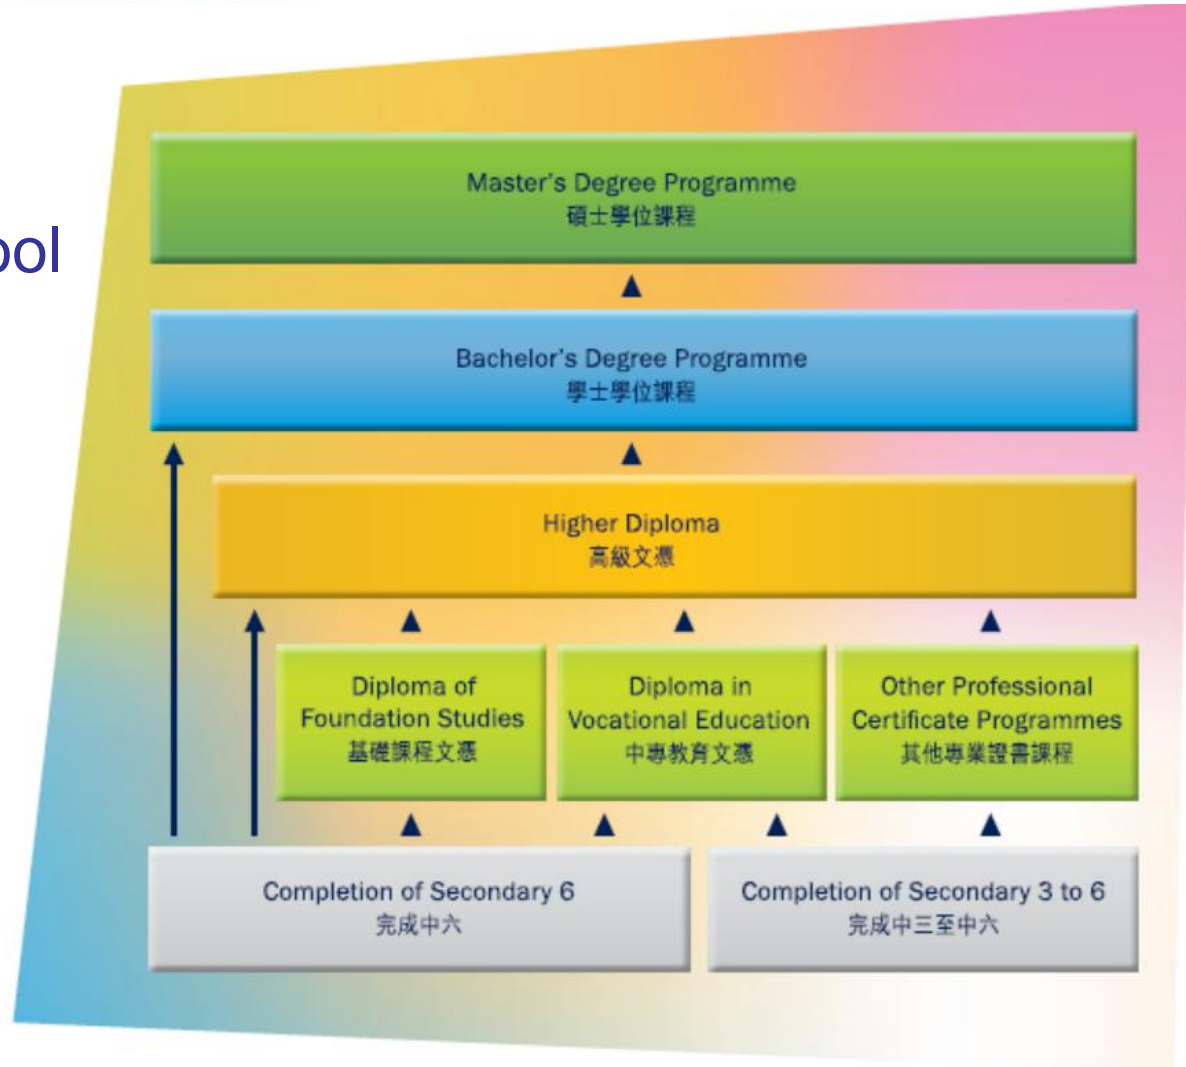 Master's Degree Programme
碩士學位課程
Bachelor's Degree Programme
學士學位課程
Higher Diploma
高級文憑
Diploma of
Foundation Studies
基礎課程文憑
Diploma in
Vocational Education
中專教育文憑
Other Professional
Certificate Programmes
其他專業證書課程
Completion of Secondary 6
完成中六
Completion of Secondary 3 to 6
完成中三至中六